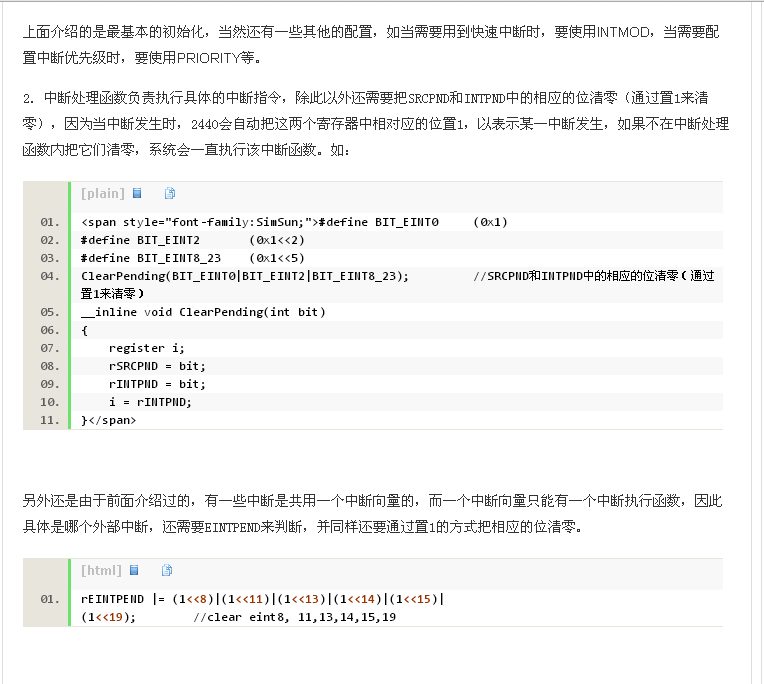 上面介绍的是最基本的初始化，当然还有一些其他的配置，如当需要用到快速中断时，要使用INTMOD，当需要配
置中断优先级时，要使用PRIORITY等。
2. 中断处理函数负责执行具体的中断指令，除此以外还需要把SRCPND和INTPND中的相应的位清零（通过置1来清
零），因为当中断发生时，2440会自动把这两个寄存器中相对应的位置1，以表示某一中断发生，如果不在中断处理
函数内把它们清零，系统会一直执行该中断函数。如：
[plain]
01. <span style="font-family:SimSun;">#define BIT_EINT0     (0x1)
02. #define BIT_EINT2       (0x1<<2)
03. #define BIT_EINT8_23    (0x1<<5)
04. ClearPending(BIT_EINT0|BIT_EINT2|BIT_EINT8_23);         //SRCPND和INTPND中的相应的位清零（通过
置1来清零）
05. __inline void ClearPending(int bit)
06. {
07.     register i;
08.     rSRCPND = bit;
09.     rINTPND = bit;
10.     i = rINTPND;
11. }</span>
另外还是由于前面介绍过的，有一些中断是共用一个中断向量的，而一个中断向量只能有一个中断执行函数，因此
具体是哪个外部中断，还需要EINTPEND来判断，并同样还要通过置1的方式把相应的位清零。
[html]
01. rEINTPEND |= (1<<8)|(1<<11)|(1<<13)|(1<<14)|(1<<15)|
(1<<19);        //clear eint8, 11,13,14,15,19